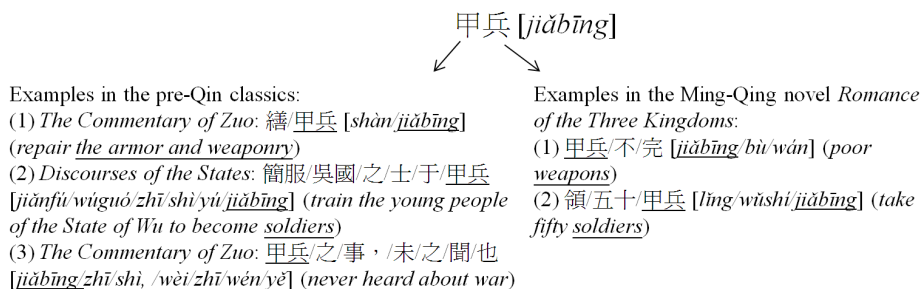 甲兵 [jiǎbīng]
Examples in the pre-Qin classics:
(1) The Commentary of Zuo: 繕/甲兵 [shàn/jiǎbīng]
(repair the armor and weaponry)
(2) Discourses of the States: 簡服/吳國/之/士/于/甲兵
[jiǎnfú/wúguó/zhī/shì/yú/jiǎbīng] (train the young people
of the State of Wu to become soldiers)
(3) The Commentary of Zuo: 甲兵/之/事,/未/之/聞/也
[jiǎbīng/zhī/shì, /wèi/zhī/wén/yě] (never heard about war)
Examples in the Ming-Qing novel Romance
of the Three Kingdoms:
(1) 甲兵/不/完 [jiǎbīng/bù/wán] (poor
weapons)
(2) 領/五十/甲兵 [lǐng/wǔshí/jiǎbīng] (take
fifty soldiers)